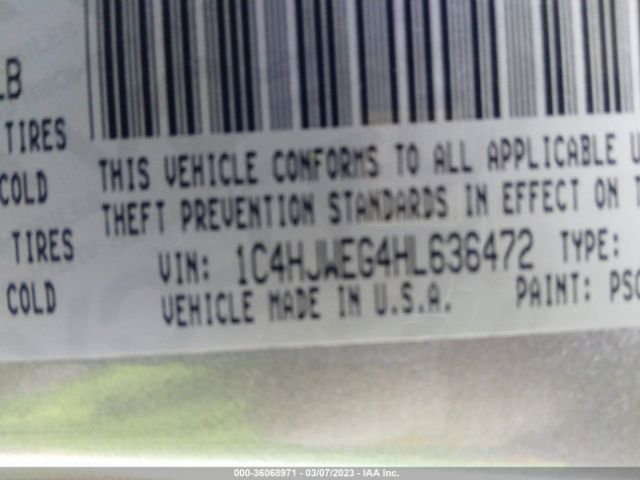 LB
TIRES
COLD
TIRES
COLD
THIS VEHICLE CONFORMS TO ALL APPLICABLE U
THEFT PREVENTION STANDARDS IN EFFECT ON T
VIN: 1C4HJWEG4HL636472 TYPE:
VEHICLE MADE IN U.S.A. PAINT: PSC
000-36068971 - 03/07/2023 - IAA Inc.